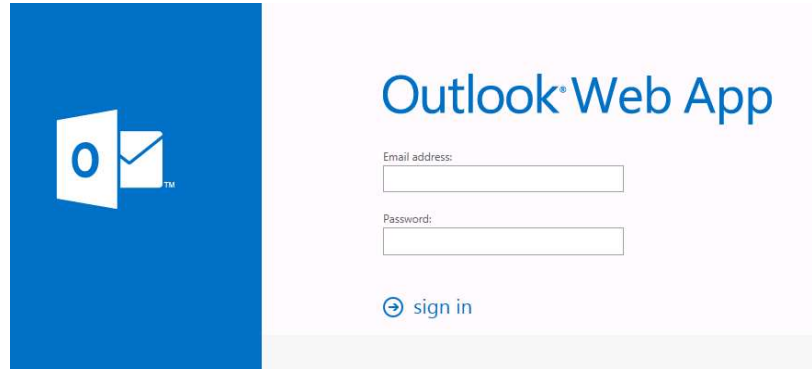 Outlook® Web App
O
TM
Email address:
Password:
sign in